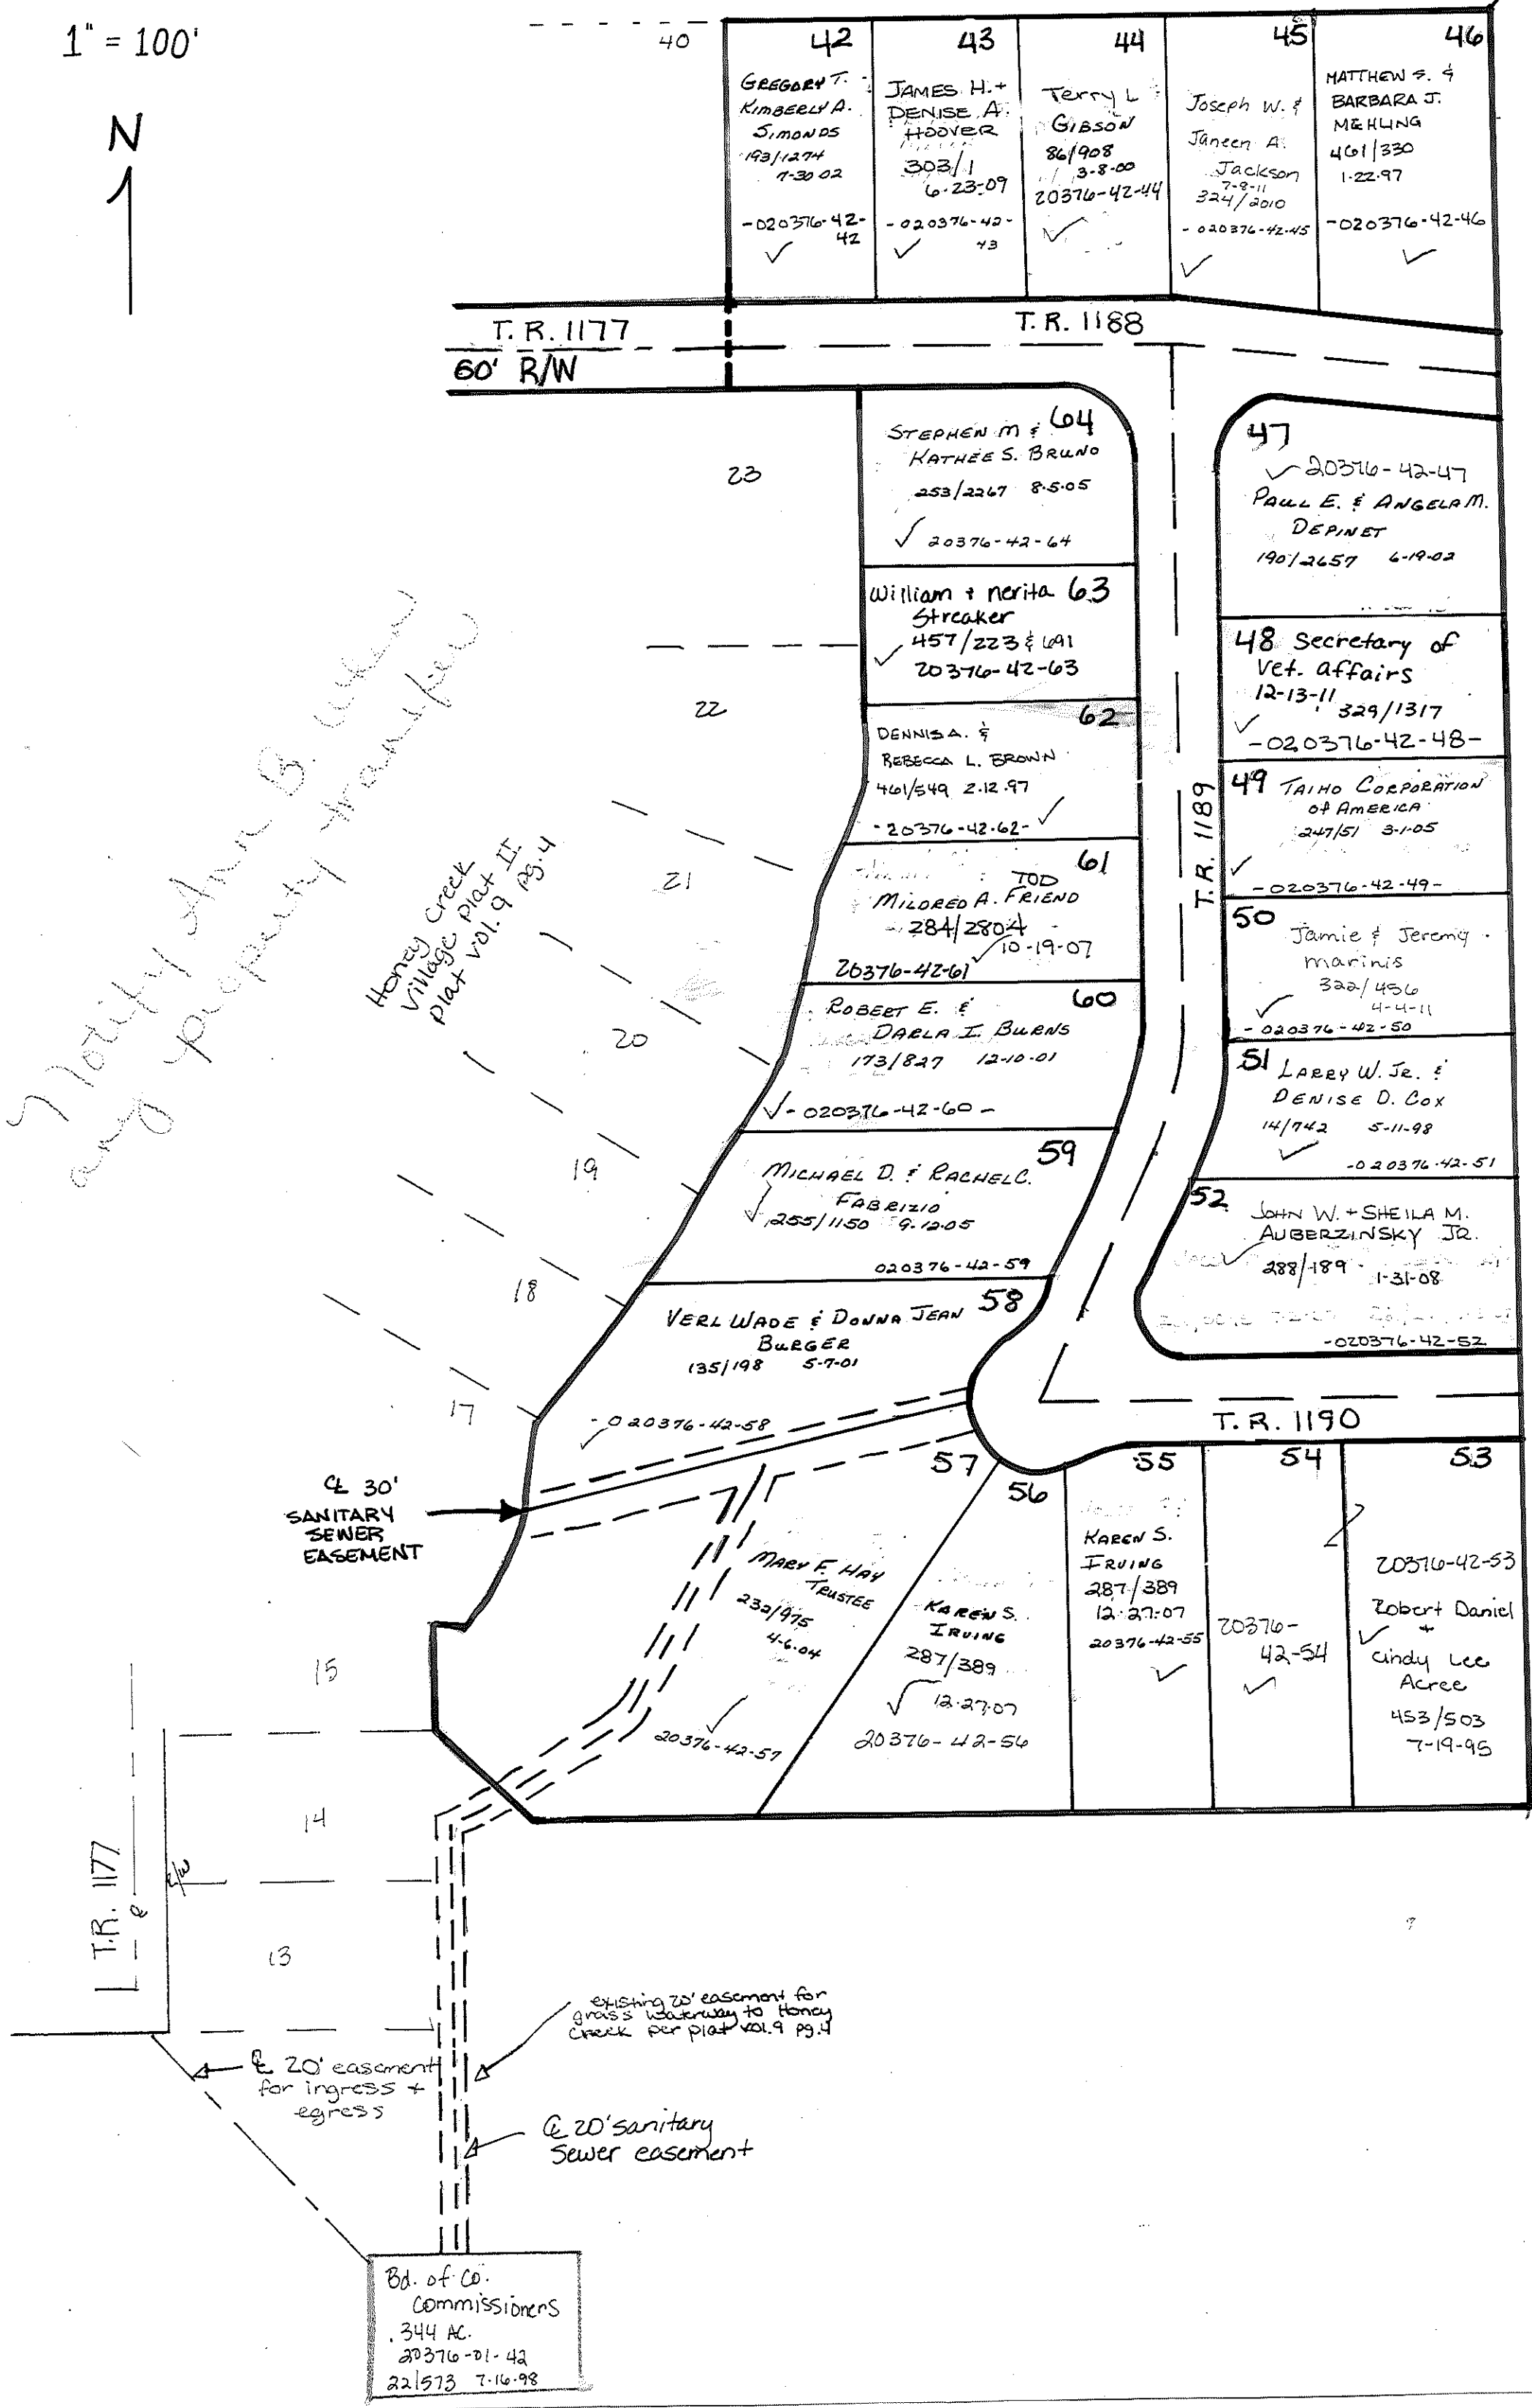 1" = 100'
N
40
42
GREGORY T.
KIMBERLY A.
SIMONDS
193/1274
7-30 02
-020376-42-
42
43
JAMES H. +
DENISE A.
HOOVER
303/1
6-23-09
-020376-42-
43
44
Terry L
GIBSON
86/908
3-8-00
20376-42-44
45
Joseph W. &
Janeen A.
Jackson
7-8-11
324/2010
- 020376-42-45
46
MATTHEW S. &
BARBARA J.
MEHLING
461/330
1-22-97
-020376-42-46
T.R. 1177
60' R/W
T.R. 1188
23
64
STEPHEN M &
KATHEE S. BRUNO
253/2267 8-5-05
20376-42-64
47
20376-42-47
PAUL E. & ANGELA M.
DEPINET
190/2657 6-19-02
William + nerita 63
Streaker
457/223 & 691
20376-42-63
48 Secretary of
Vet. affairs
12-13-11
329/1317
-020376-42-48-
22
62
DENNIS A. &
REBECCA L. BROWN
461/549 2.12.97
-20376-42-62-
T.R. 1189
49 TAIHO CORPORATION
of AMERICA
247/51 3-1-05
-020376-42-49-
Notify Ann B. when
any property transfers
Honey Creek
Village Plat II
Plat vol. 9 pg. 4
21
61
TOD
MILDRED A. FRIEND
284/2804
10-19-07
20376-42-61
50
Jamie & Jeremy
marinis
322/456
4-4-11
- 020376-42-50
20
60
ROBERT E. &
DARLA I. BURNS
173/827 12-10-01
- 020376-42-60 -
51 LARRY W. JR. &
DENISE D. COX
14/742 5-11-98
-020376-42-51
19
59
MICHAEL D. & RACHEL C.
FABRIZIO
255/1150 9-12-05
020376-42-59
52
JOHN W. + SHEILA M.
AUBERZINSKY JR.
288/189 1-31-08
-020376-42-52
18
58
VERL WADE & DONNA JEAN
BURGER
135/198 5-7-01
- 020376-42-58
17
T.R. 1190
℄ 30'
SANITARY
SEWER
EASEMENT
57
MARY F. HAY
TRUSTEE
232/975
4-6-04
20376-42-57
56
KAREN S.
IRVING
287/389
12-27-07
20376-42-56
55
KAREN S.
IRVING
287/389
12-27-07
20376-42-55
54
20376-
42-54
53
20376-42-53
Robert Daniel
+
Cindy Lee
Acree
453/503
7-19-95
15
14
R/W
T.R. 1177
℄
13
existing 20' easement for
grass waterway to Honey
Creek per plat vol. 9 pg. 4
℄ 20' easement
for ingress +
egress
℄ 20' sanitary
Sewer easement
Bd. of Co.
Commissioners
.344 AC.
20376-01-42
22/573 7-16-98